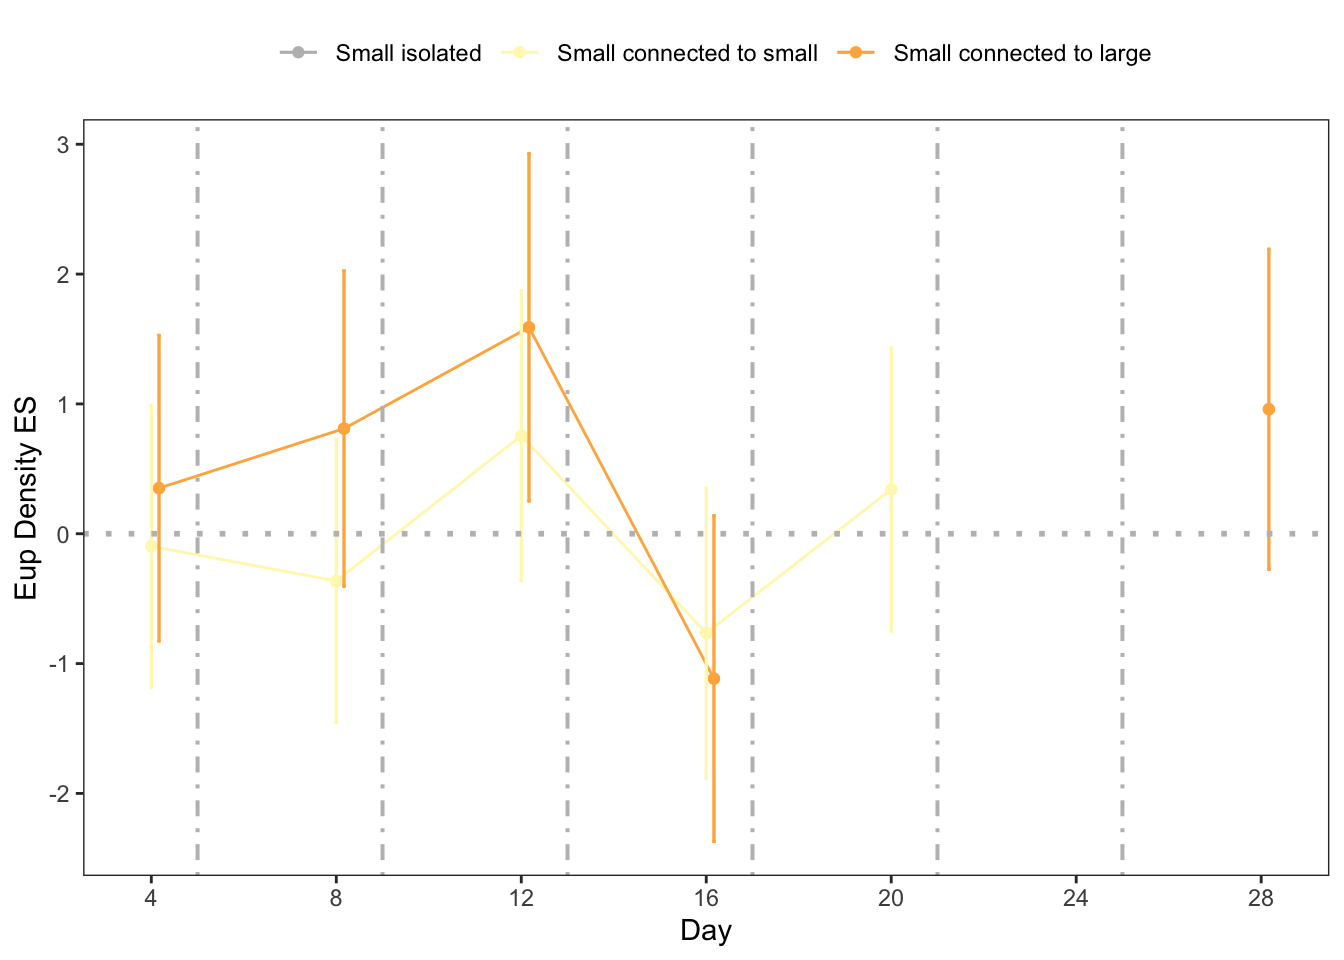 Small isolated Small connected to small Small connected to large
3
2
1
0
-1
-2
Eup Density ES
4 8 12 16 20 24 28
Day